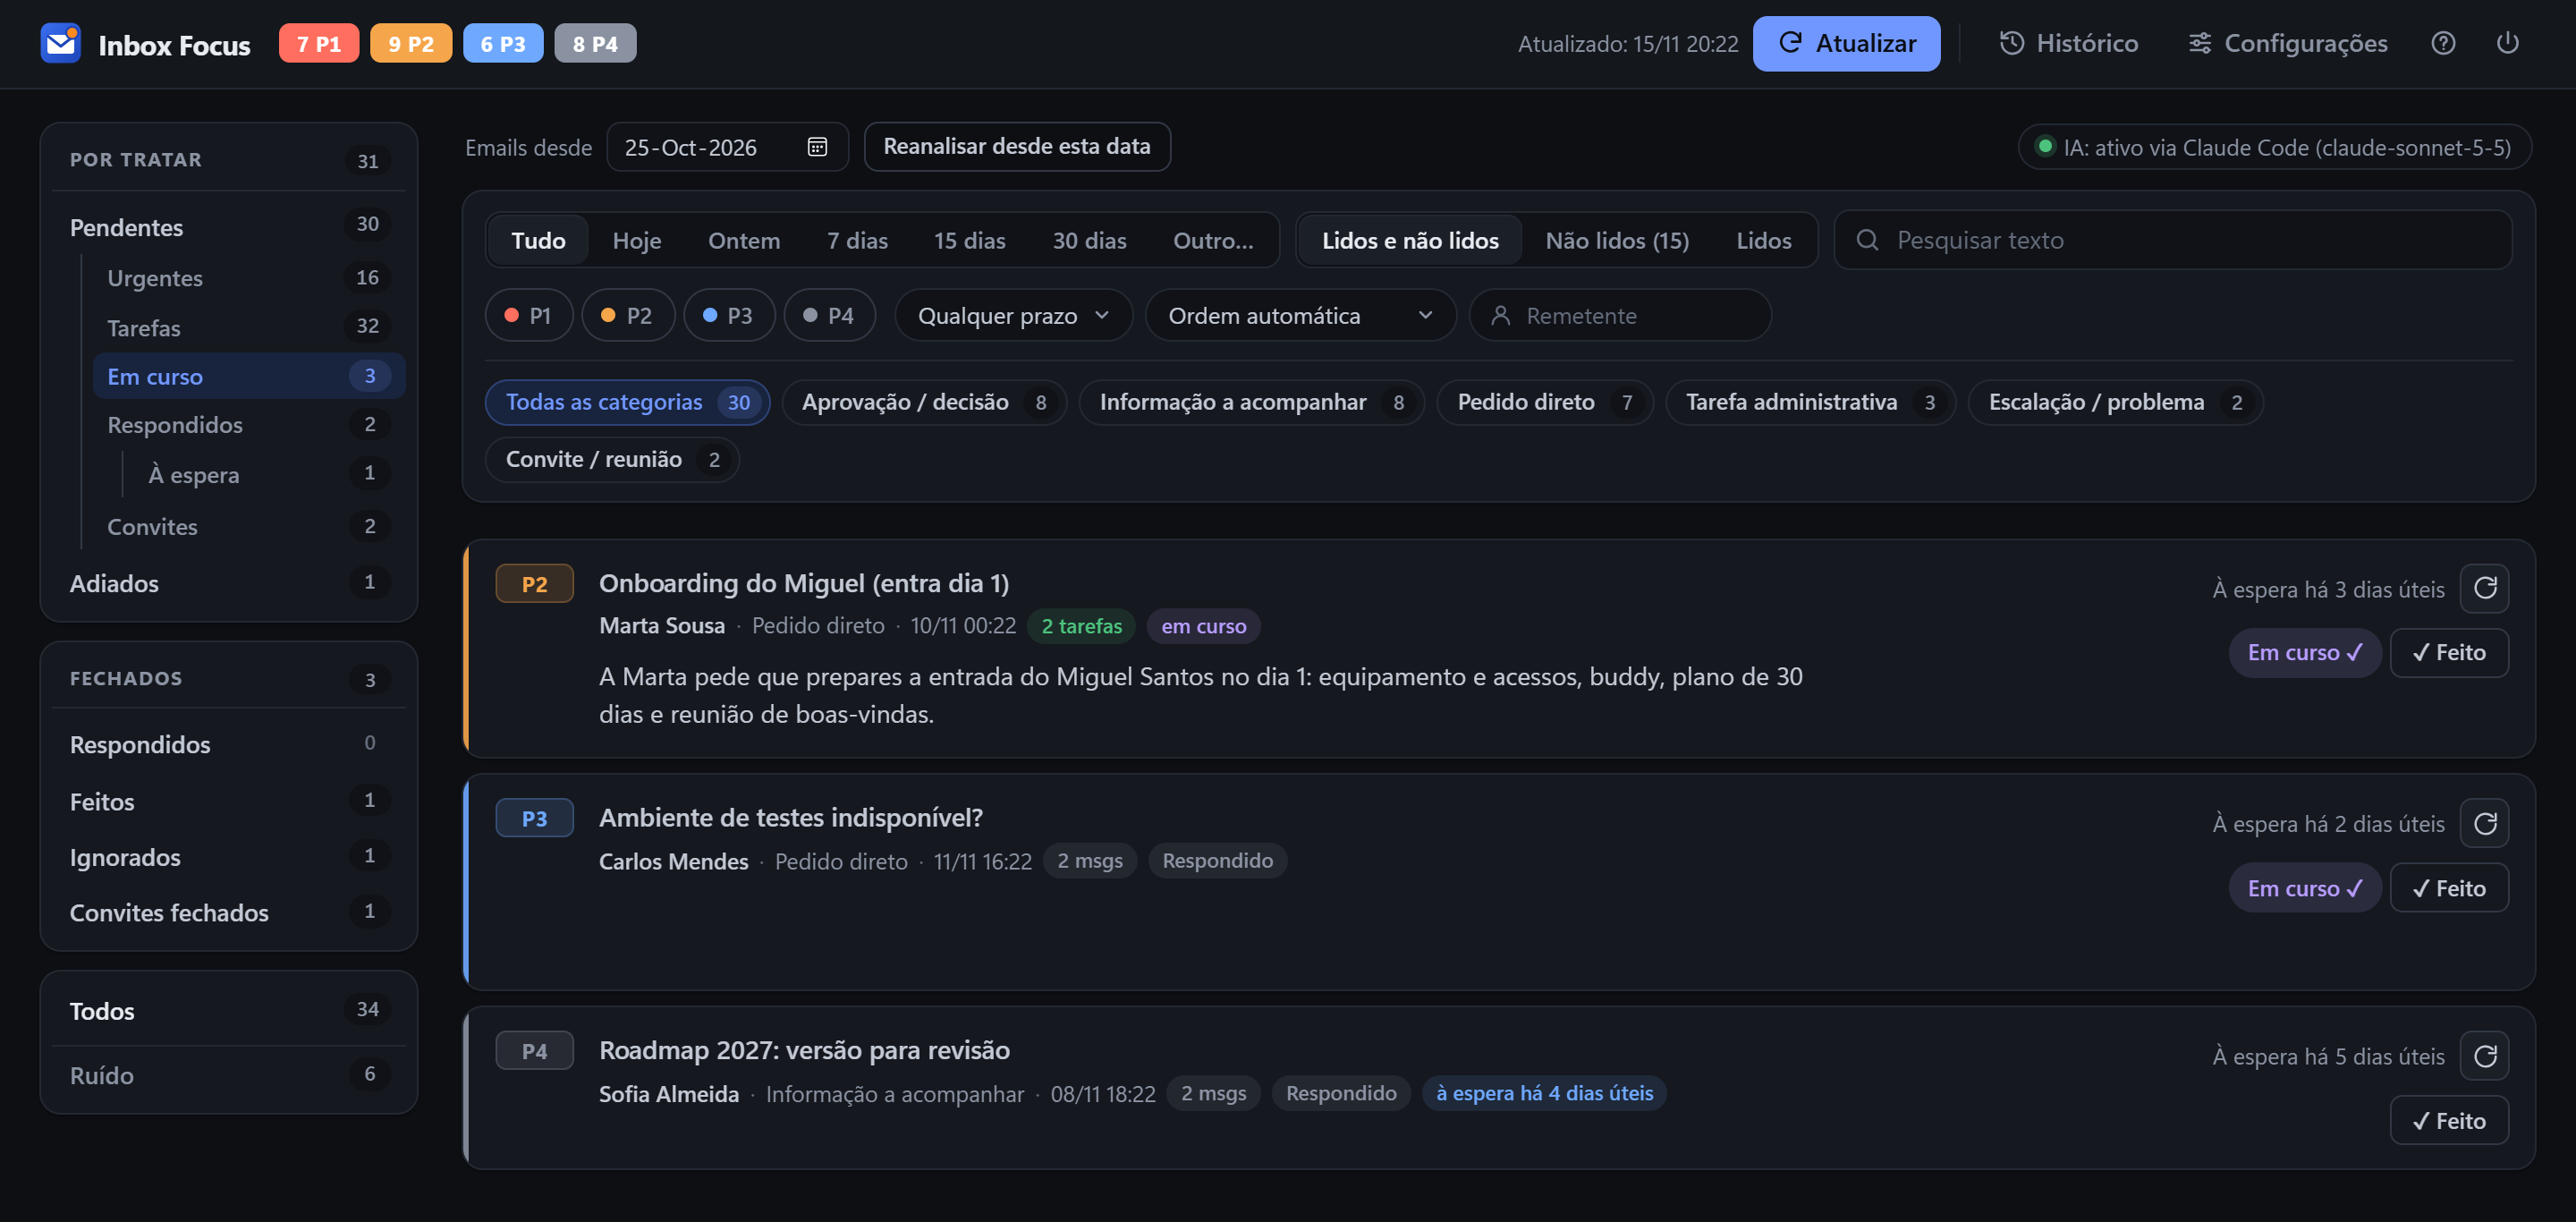 Inbox Focus 7 P1 9 P2 6 P3 8 P4 Atualizado: 15/11 20:22 Atualizar Histórico Configurações
POR TRATAR 31
Pendentes 30
Urgentes 16
Tarefas 32
Em curso 3
Respondidos 2
À espera 1
Convites 2
Adiados 1
FECHADOS 3
Respondidos 0
Feitos 1
Ignorados 1
Convites fechados 1
Todos 34
Ruído 6
Emails desde 25-Oct-2026 Reanalisar desde esta data IA: ativo via Claude Code (claude-sonnet-5-5)
Tudo Hoje Ontem 7 dias 15 dias 30 dias Outro... Lidos e não lidos Não lidos (15) Lidos Pesquisar texto
P1 P2 P3 P4 Qualquer prazo Ordem automática Remetente
Todas as categorias 30 Aprovação / decisão 8 Informação a acompanhar 8 Pedido direto 7 Tarefa administrativa 3 Escalação / problema 2
Convite / reunião 2
P2 Onboarding do Miguel (entra dia 1) À espera há 3 dias úteis
Marta Sousa · Pedido direto · 10/11 00:22 2 tarefas em curso
Em curso ✓ ✓ Feito
A Marta pede que prepares a entrada do Miguel Santos no dia 1: equipamento e acessos, buddy, plano de 30
dias e reunião de boas-vindas.
P3 Ambiente de testes indisponível? À espera há 2 dias úteis
Carlos Mendes · Pedido direto · 11/11 16:22 2 msgs Respondido
Em curso ✓ ✓ Feito
P4 Roadmap 2027: versão para revisão À espera há 5 dias úteis
Sofia Almeida · Informação a acompanhar · 08/11 18:22 2 msgs Respondido à espera há 4 dias úteis
✓ Feito